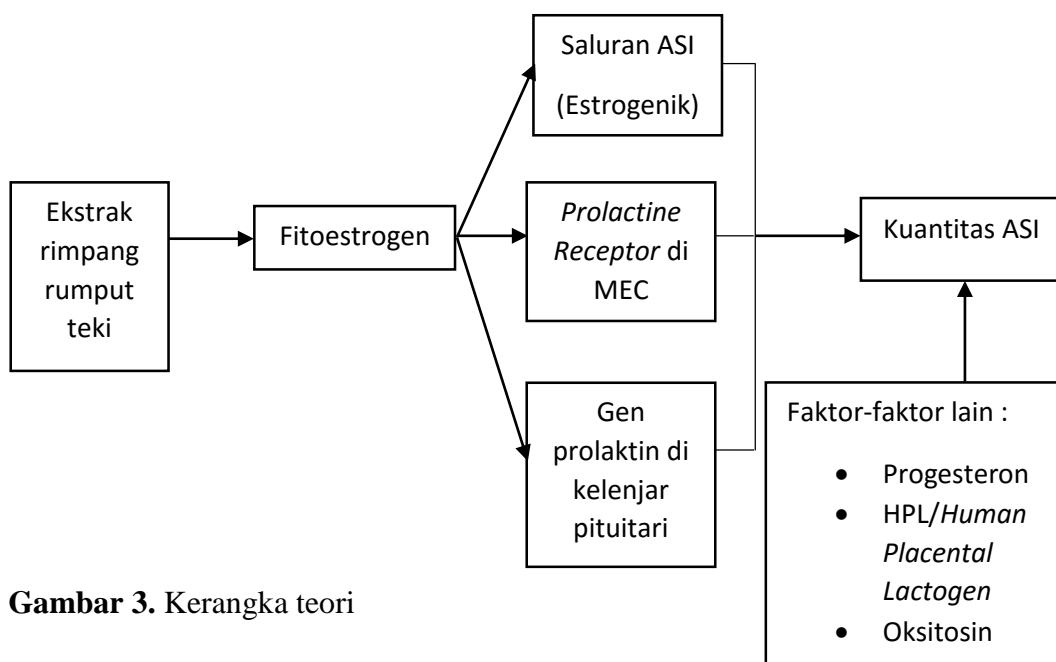 Ekstrak
rimpang
rumput
teki
Fitoestrogen
Saluran ASI
(Estrogenik)
Prolactine
Receptor di
MEC
Gen
prolaktin di
kelenjar
pituitari
Kuantitas ASI
Faktor-faktor lain :
• Progesteron
• HPL/Human
Placental
Lactogen
• Oksitosin
Gambar 3. Kerangka teori